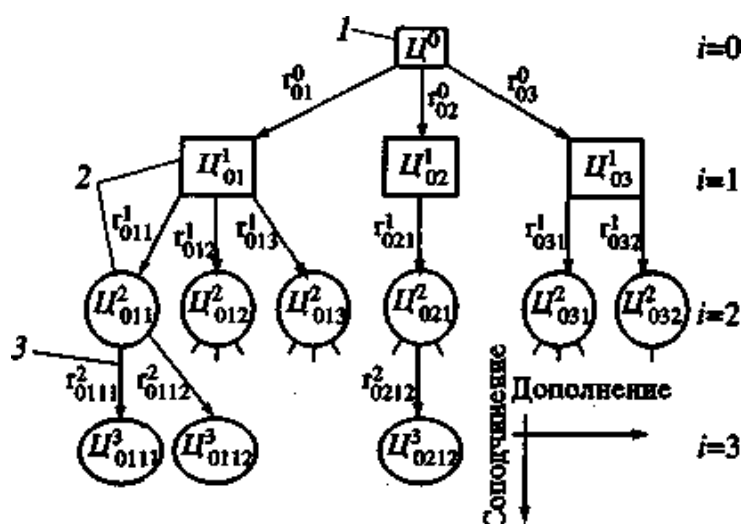 1 Ц⁰ i=0
r⁰₀₁ r⁰₀₂ r⁰₀₃
2 Ц¹₀₁ Ц¹₀₂ Ц¹₀₃ i=1
r¹₀₁₁ r¹₀₁₂ r¹₀₁₃ r¹₀₂₁ r¹₀₃₁ r¹₀₃₂
Ц²₀₁₁ Ц²₀₁₂ Ц²₀₁₃ Ц²₀₂₁ Ц²₀₃₁ Ц²₀₃₂ i=2
3 r²₀₁₁₁ r²₀₁₁₂ r²₀₂₁₂
Соподчинение
Дополнение
Ц³₀₁₁₁ Ц³₀₁₁₂ Ц³₀₂₁₂ i=3